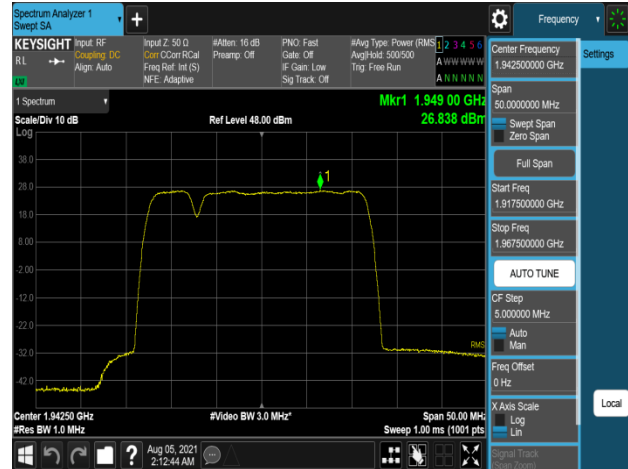 Spectrum Analyzer 1
Swept SA
Frequency
KEYSIGHT
Input: RF
Coupling: DC
Align: Auto
Input Z: 50 Ω
Corr CCorr RCal
Freq Ref: Int (S)
NFE: Adaptive
#Atten: 16 dB
Preamp: Off
PNO: Fast
Gate: Off
IF Gain: Low
Sig Track: Off
#Avg Type: Power (RMS
Avg|Hold: 500/500
Trig: Free Run
1 2 3 4 5 6
A W W W W W
A N N N N N
RL
LW
1 Spectrum
Scale/Div 10 dB
Ref Level 48.00 dBm
Mkr1 1.949 00 GHz
26.838 dBm
Log
38.0
28.0
18.0
8.00
-2.00
-12.0
-22.0
-32.0
-42.0
1
RMS
Center 1.94250 GHz
#Res BW 1.0 MHz
#Video BW 3.0 MHz*
Span 50.00 MHz
Sweep 1.00 ms (1001 pts
Aug 05, 2021
2:12:44 AM
Center Frequency
1.942500000 GHz
Settings
Span
50.0000000 MHz
Swept Span
Zero Span
Full Span
Start Freq
1.917500000 GHz
Stop Freq
1.967500000 GHz
AUTO TUNE
CF Step
5.000000 MHz
Auto
Man
Freq Offset
0 Hz
X Axis Scale
Log
Lin
Local
Signal Track
(Span Zoom)